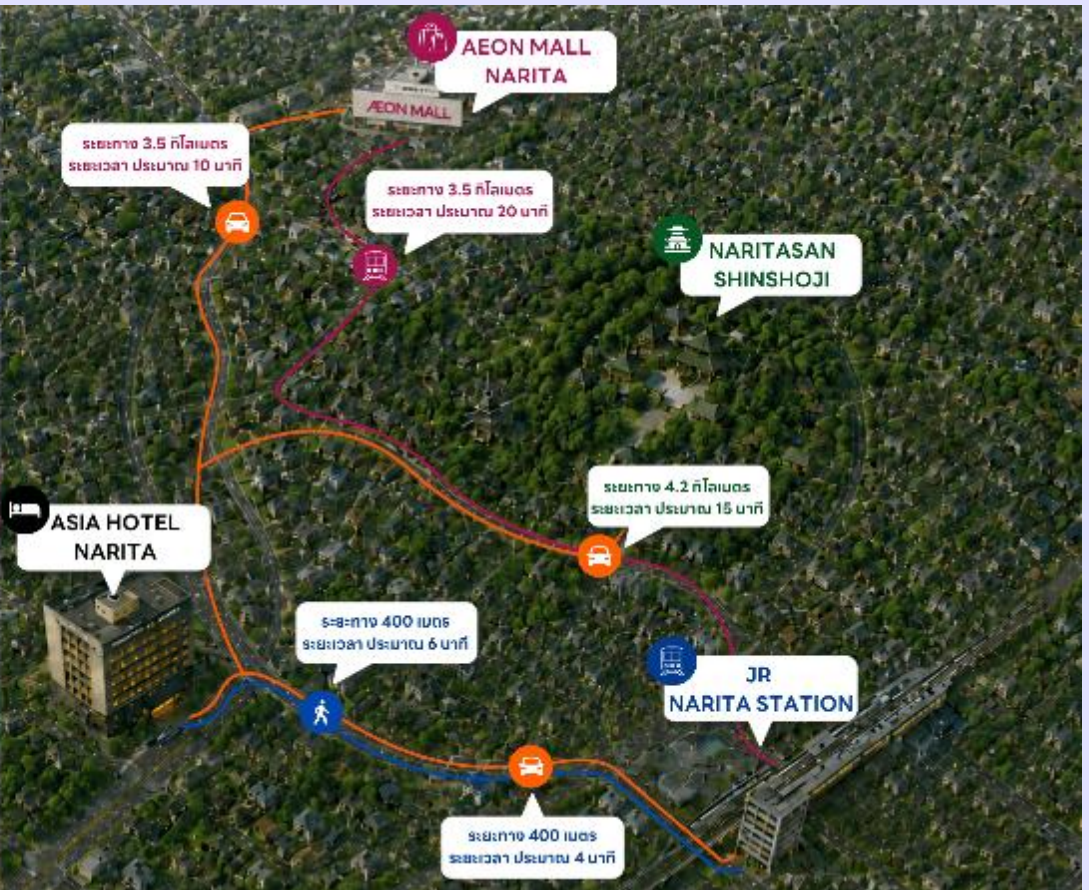 AEON MALL
NARITA
ÆON MALL
ระยะทาง 3.5 กิโลเมตร
ระยะเวลา ประมาณ 10 นาที
ระยะทาง 3.5 กิโลเมตร
ระยะเวลา ประมาณ 20 นาที
NARITASAN
SHINSHOJI
ระยะทาง 4.2 กิโลเมตร
ระยะเวลา ประมาณ 15 นาที
ASIA HOTEL
NARITA
ระยะทาง 400 เมตร
ระยะเวลา ประมาณ 6 นาที
JR
NARITA STATION
ระยะทาง 400 เมตร
ระยะเวลา ประมาณ 4 นาที